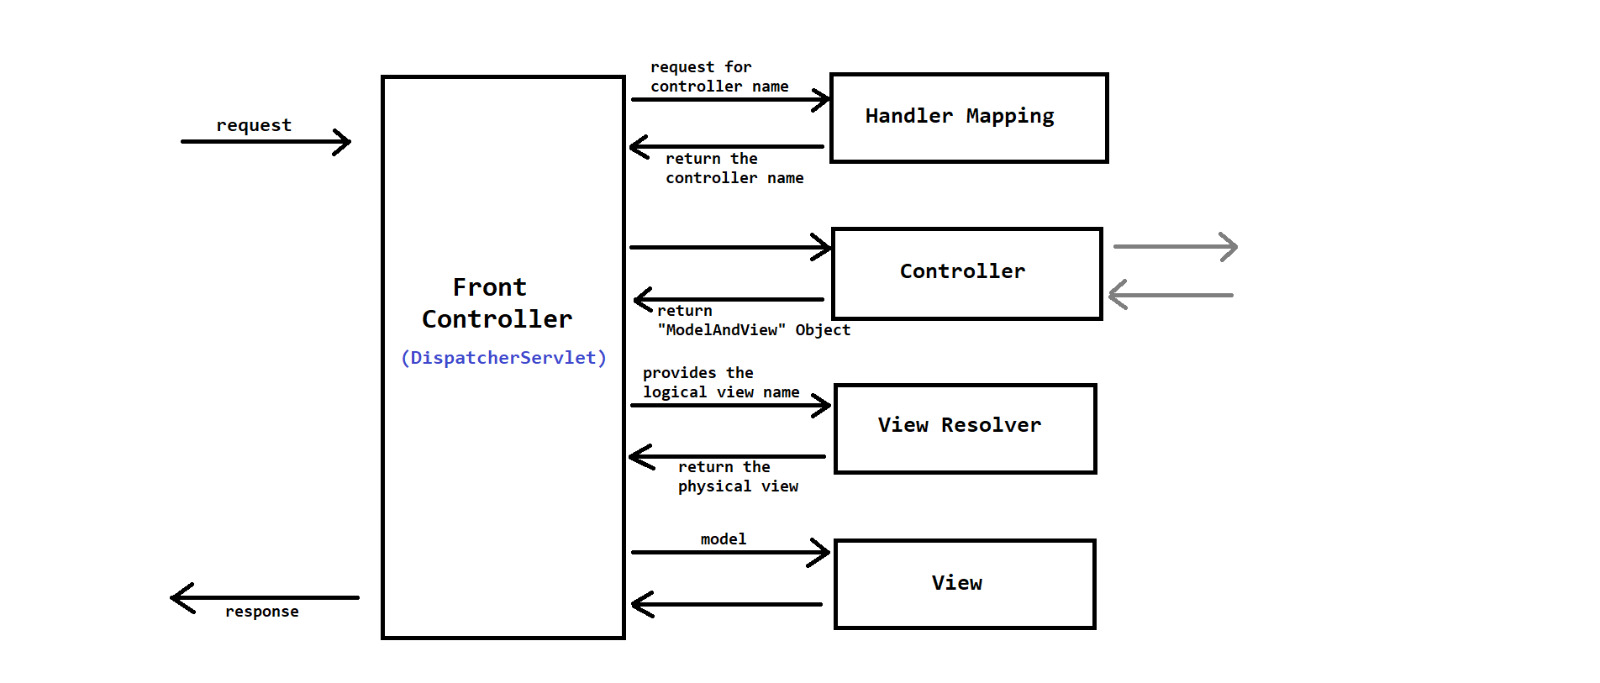 request
Front
Controller
(DispatcherServlet)
response
request for
controller name
return the
controller name
Handler Mapping
return
"ModelAndView" Object
Controller
provides the
logical view name
return the
physical view
View Resolver
model
View